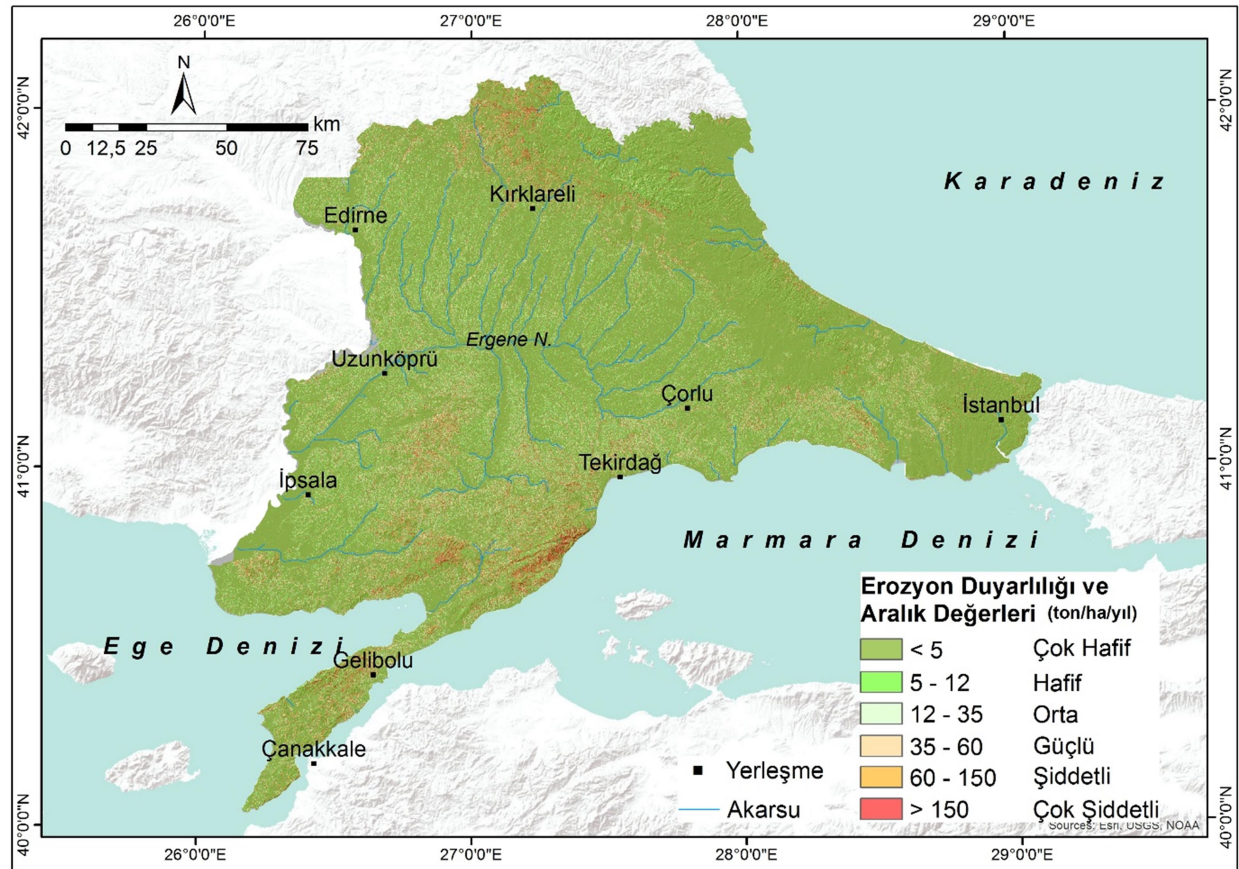 26°0'0"E 27°0'0"E 28°0'0"E 29°0'0"E
42°0'0"N
42°0'0"N
N
km
0 12,5 25 50 75
Karadeniz
Kırklareli
Edirne
Ergene N.
Uzunköprü
Çorlu
İstanbul
41°0'0"N
41°0'0"N
Tekirdağ
İpsala
Marmara Denizi
Ege Denizi
Gelibolu
Çanakkale
Erozyon Duyarlılığı ve
Aralık Değerleri (ton/ha/yıl)
< 5 Çok Hafif
5 - 12 Hafif
12 - 35 Orta
35 - 60 Güçlü
60 - 150 Şiddetli
> 150 Çok Şiddetli
Yerleşme
Akarsu
Sources: Esri, USGS, NOAA
40°0'0"N
40°0'0"N
26°0'0"E 27°0'0"E 28°0'0"E 29°0'0"E